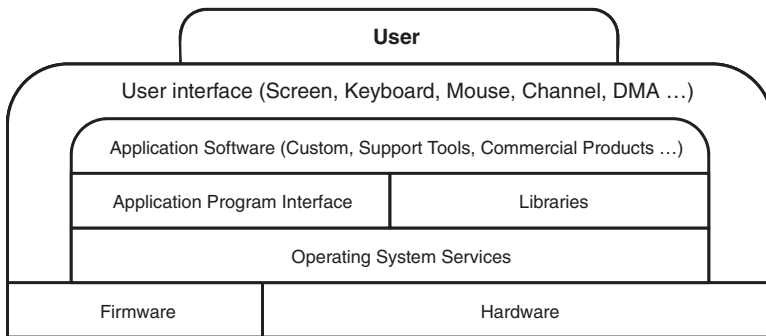 User
User interface (Screen, Keyboard, Mouse, Channel, DMA …)
Application Software (Custom, Support Tools, Commercial Products …)
Application Program Interface
Libraries
Operating System Services
Firmware
Hardware